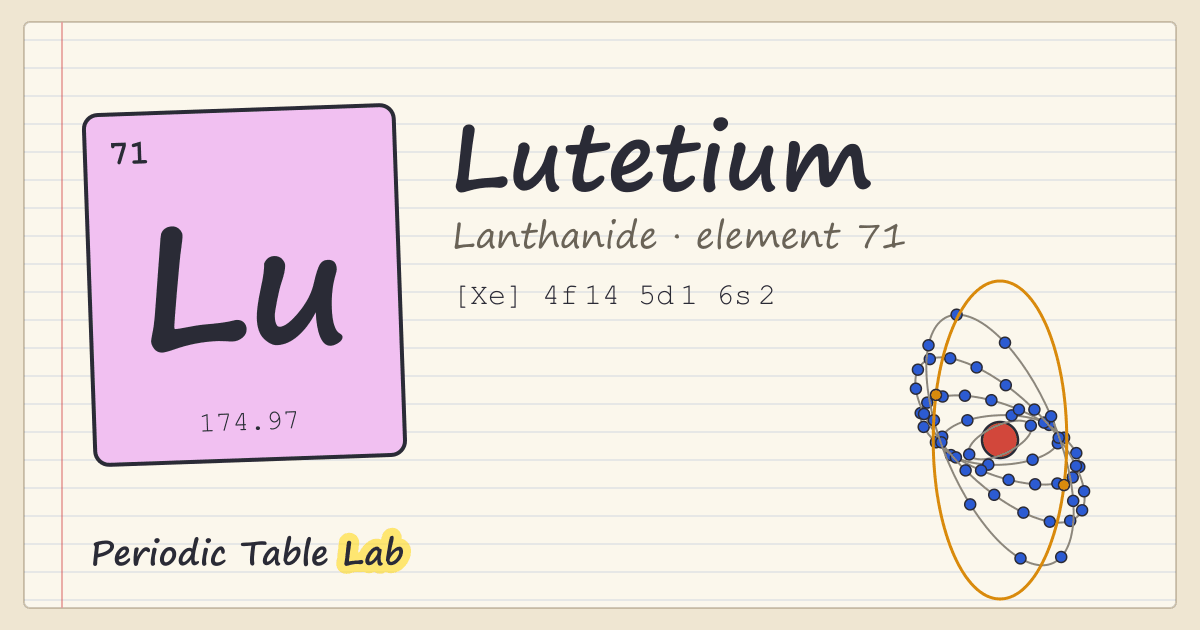 71
Lu
174.97
Lutetium
Lanthanide · element 71
[Xe] 4f14 5d1 6s2
Periodic Table Lab